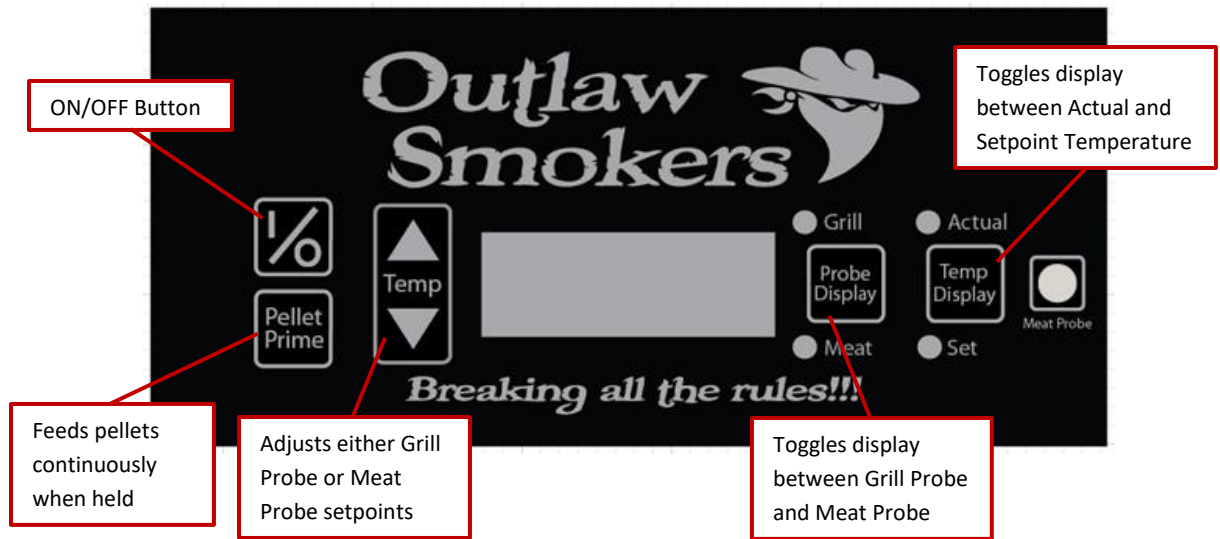 Outlaw
Smokers
ON/OFF Button
Toggles display
between Actual and
Setpoint Temperature
I/O
Pellet
Prime
Temp
Grill
Probe
Display
Meat
Actual
Temp
Display
Set
Meat Probe
Breaking all the rules!!!
Feeds pellets
continuously
when held
Adjusts either Grill
Probe or Meat
Probe setpoints
Toggles display
between Grill Probe
and Meat Probe